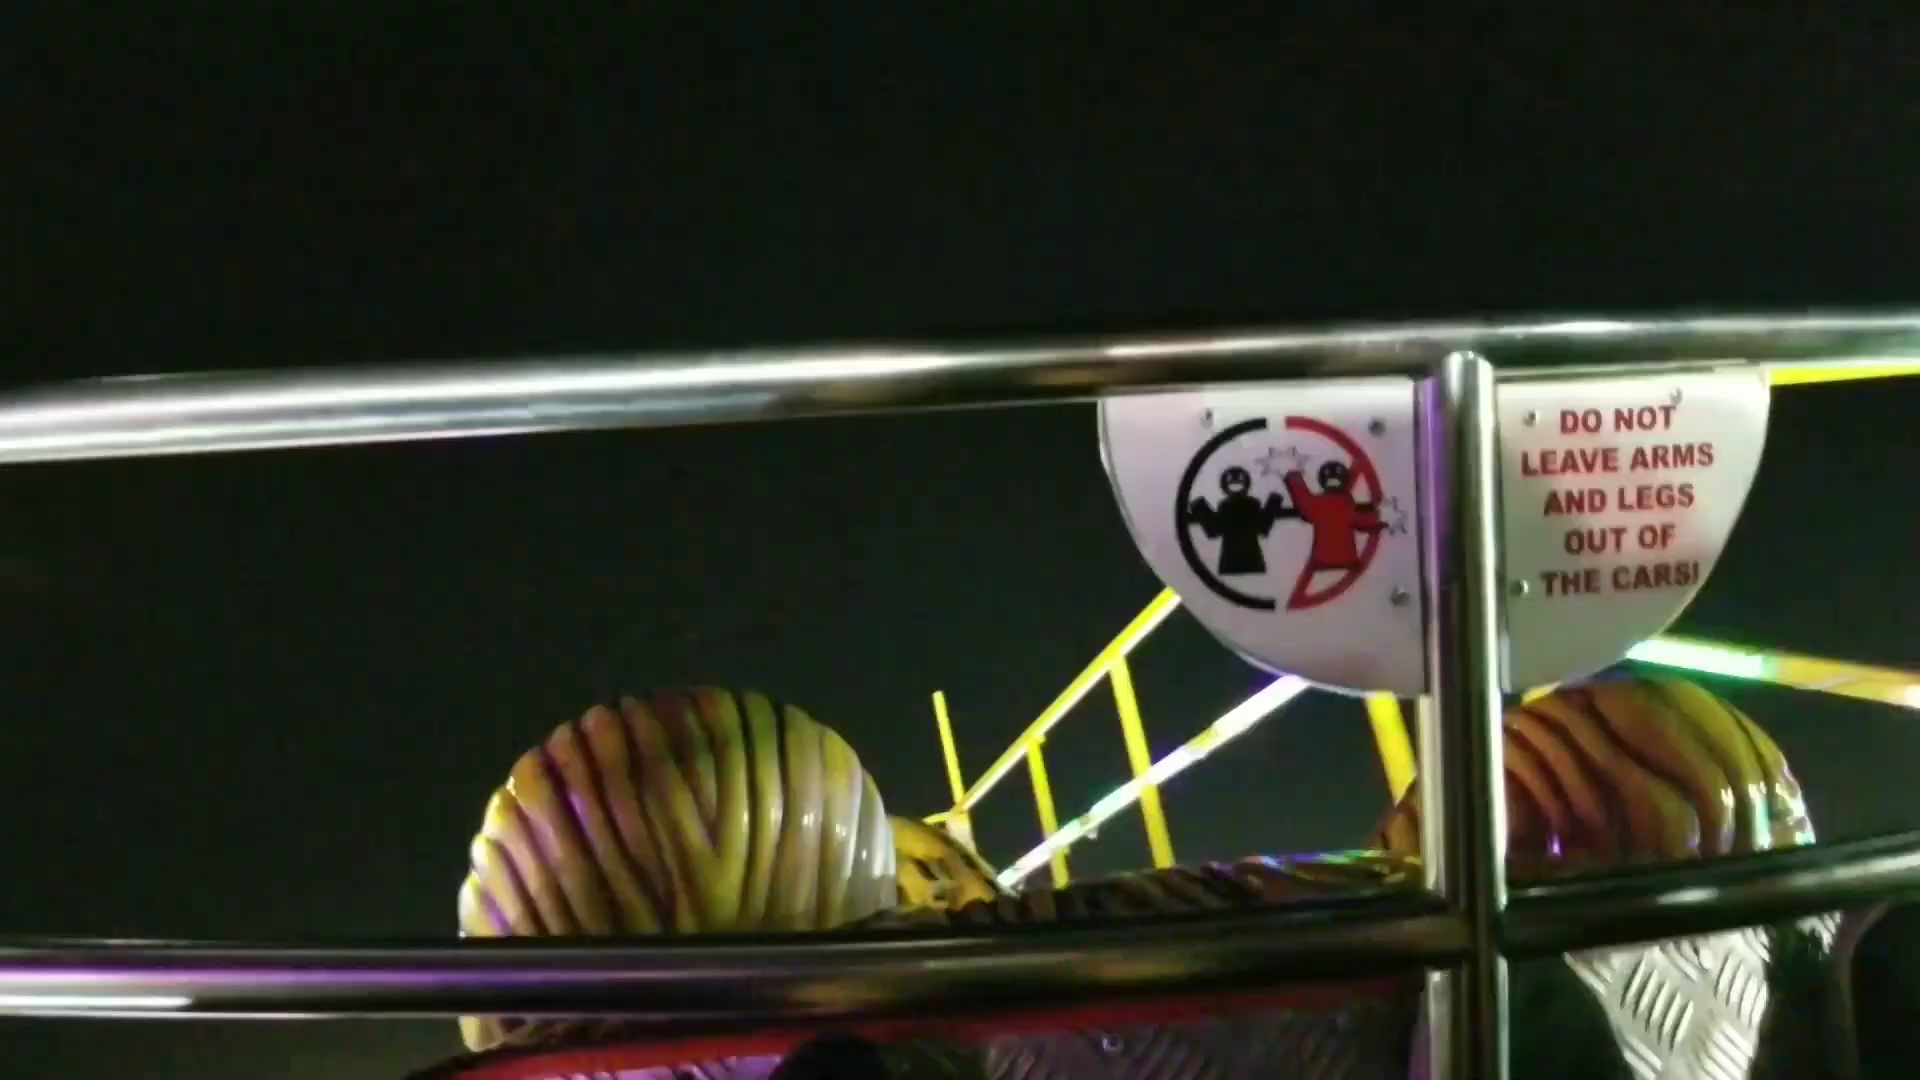 DO NOT
LEAVE ARMS
AND LEGS
OUT OF
THE CARS!